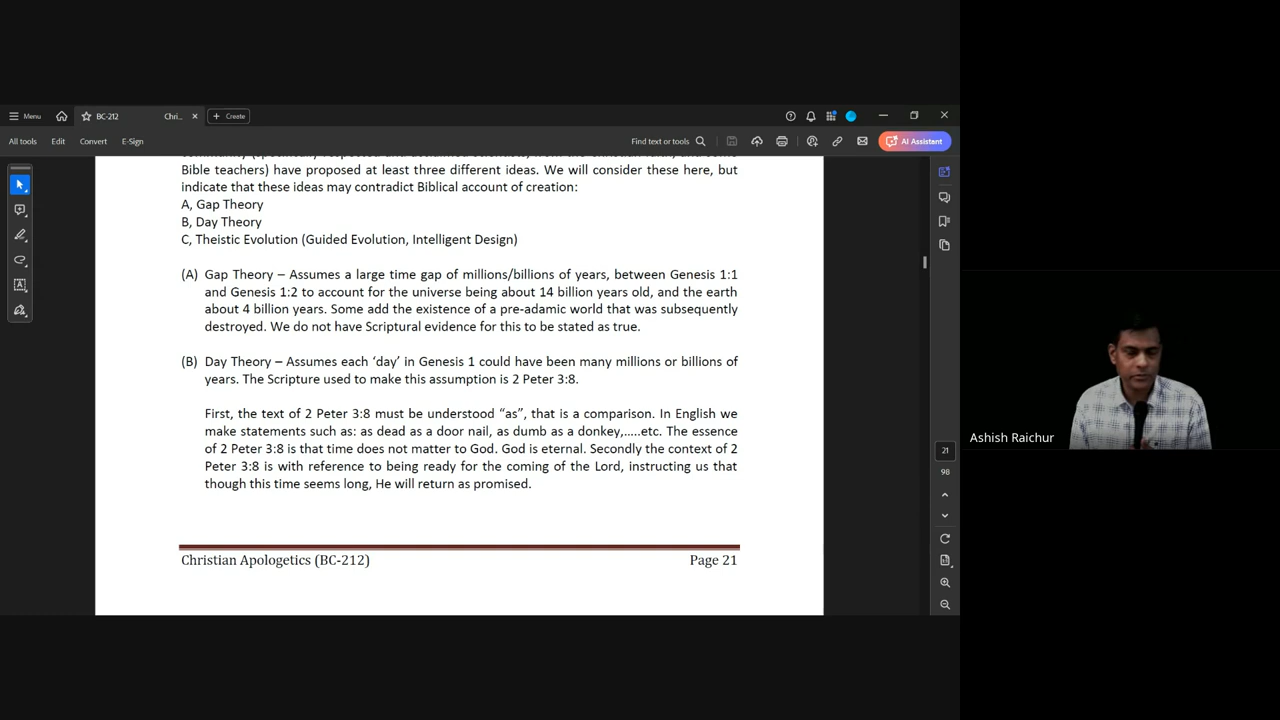 Menu
BC-212
Chri...
Create
All tools
Edit
Convert
E-Sign
Find text or tools
AI Assistant
Bible teachers) have proposed at least three different ideas. We will consider these here, but
indicate that these ideas may contradict Biblical account of creation:
A, Gap Theory
B, Day Theory
C, Theistic Evolution (Guided Evolution, Intelligent Design)
(A) Gap Theory – Assumes a large time gap of millions/billions of years, between Genesis 1:1
and Genesis 1:2 to account for the universe being about 14 billion years old, and the earth
about 4 billion years. Some add the existence of a pre-adamic world that was subsequently
destroyed. We do not have Scriptural evidence for this to be stated as true.
(B) Day Theory – Assumes each ‘day’ in Genesis 1 could have been many millions or billions of
years. The Scripture used to make this assumption is 2 Peter 3:8.
First, the text of 2 Peter 3:8 must be understood “as”, that is a comparison. In English we
make statements such as: as dead as a door nail, as dumb as a donkey,.....etc. The essence
of 2 Peter 3:8 is that time does not matter to God. God is eternal. Secondly the context of 2
Peter 3:8 is with reference to being ready for the coming of the Lord, instructing us that
though this time seems long, He will return as promised.
Christian Apologetics (BC-212)
Page 21
21
98
Ashish Raichur